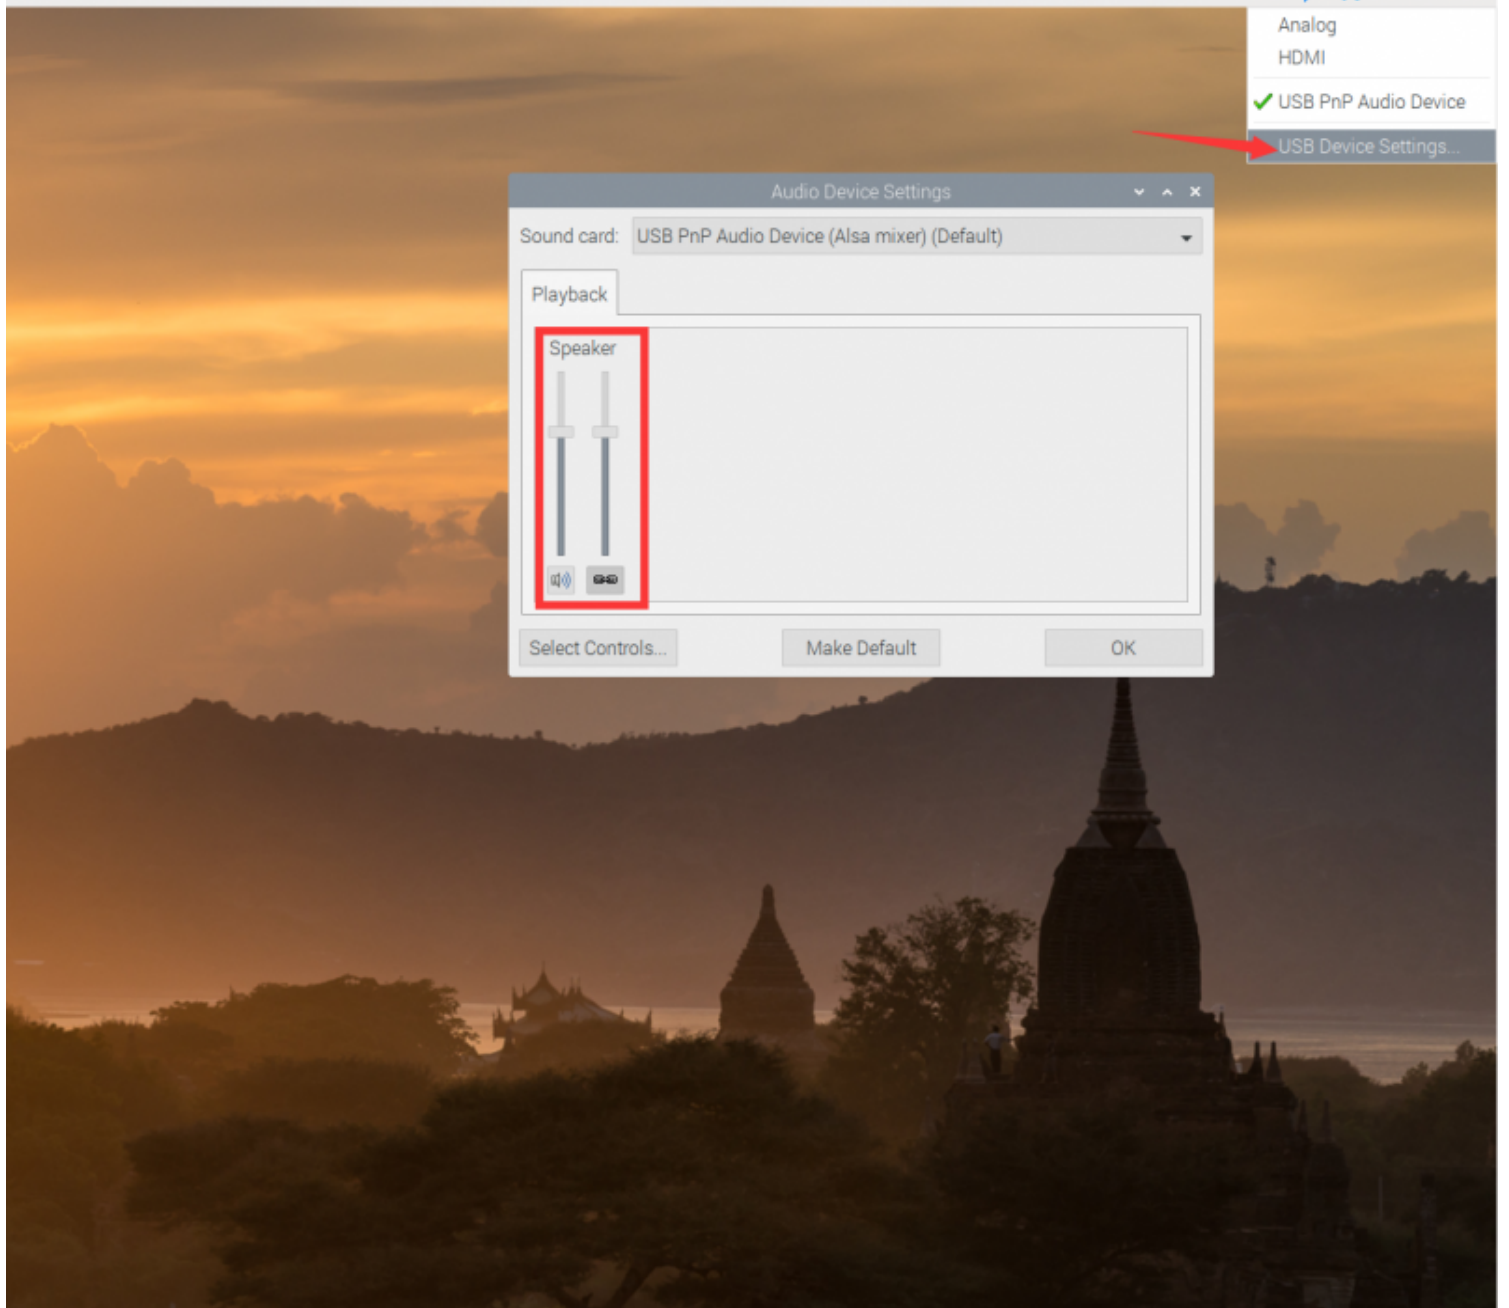 Analog
HDMI
USB PnP Audio Device
USB Device Settings...
Audio Device Settings
Sound card: USB PnP Audio Device (Alsa mixer) (Default)
Playback
Speaker
Select Controls... Make Default OK